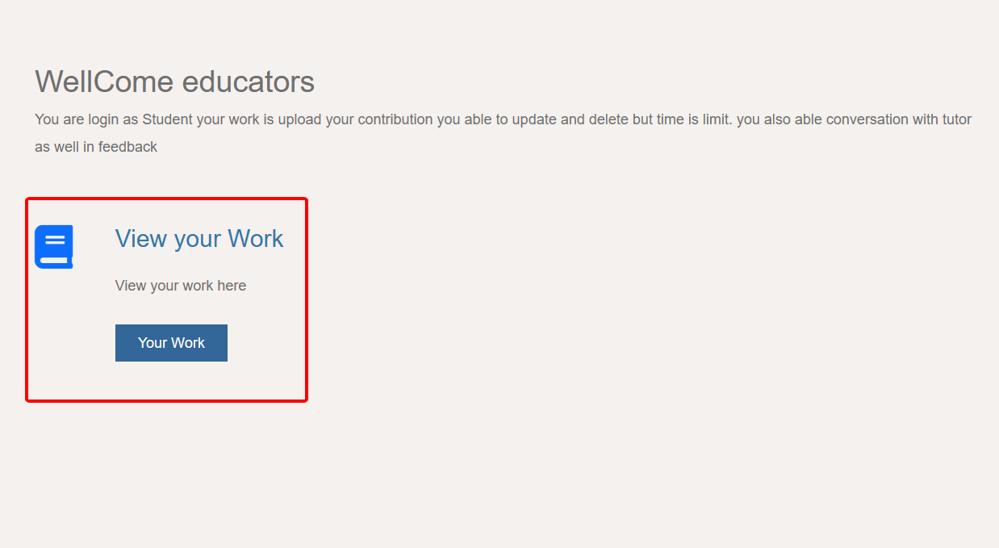 WellCome educators
You are login as Student your work is upload your contribution you able to update and delete but time is limit. you also able conversation with tutor
as well in feedback
View your Work
View your work here
Your Work